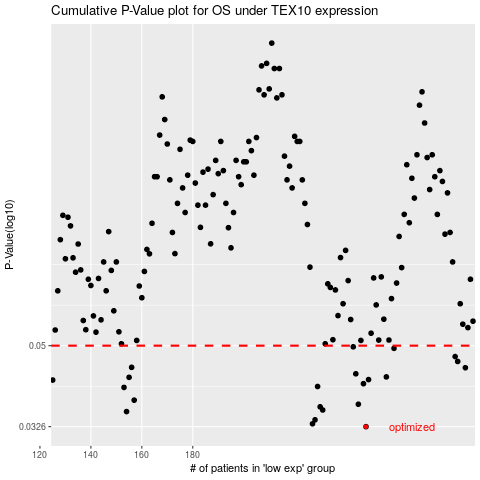 Cumulative P-Value plot for OS under TEX10 expression
P-Value(log10)
0.05
0.0326
optimized
120 140 160 180
# of patients in 'low exp' group